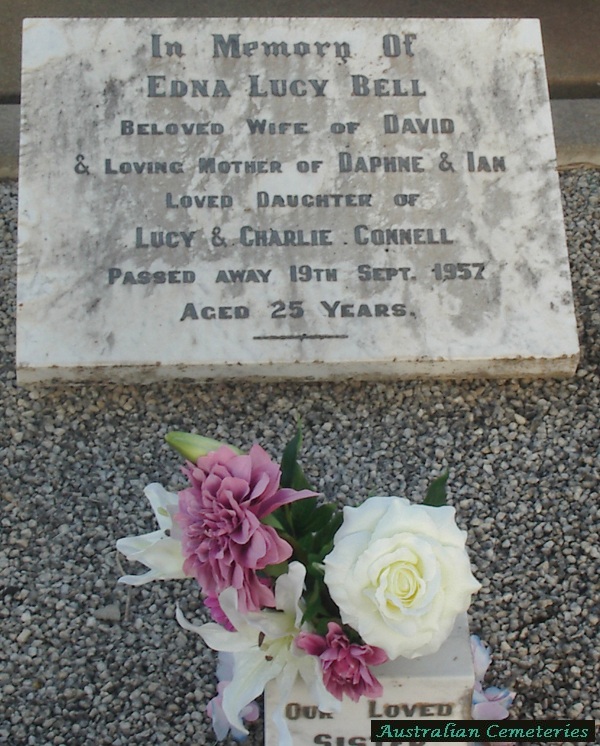 In Memory Of
EDNA LUCY BELL
BELOVED WIFE OF DAVID
& LOVING MOTHER OF DAPHNE & IAN
LOVED DAUGHTER OF
LUCY & CHARLIE CONNELL
PASSED AWAY 19TH SEPT. 1957
AGED 25 YEARS.
OUR LOVED
SISTER
Australian Cemeteries